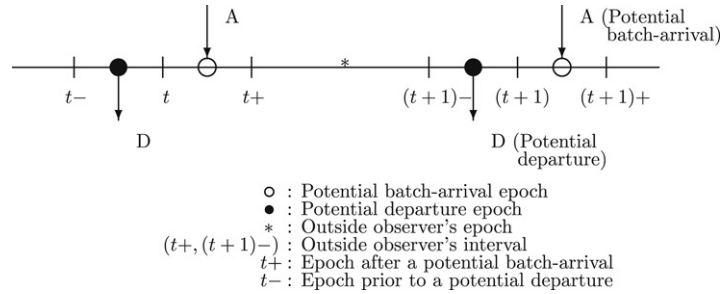 A
A (Potential
batch-arrival)
*
t− t t+ (t + 1)− (t + 1) (t + 1)+
D
D (Potential
departure)
: Potential batch-arrival epoch
: Potential departure epoch
* : Outside observer's epoch
(t+, (t + 1)−) : Outside observer's interval
t+ : Epoch after a potential batch-arrival
t− : Epoch prior to a potential departure